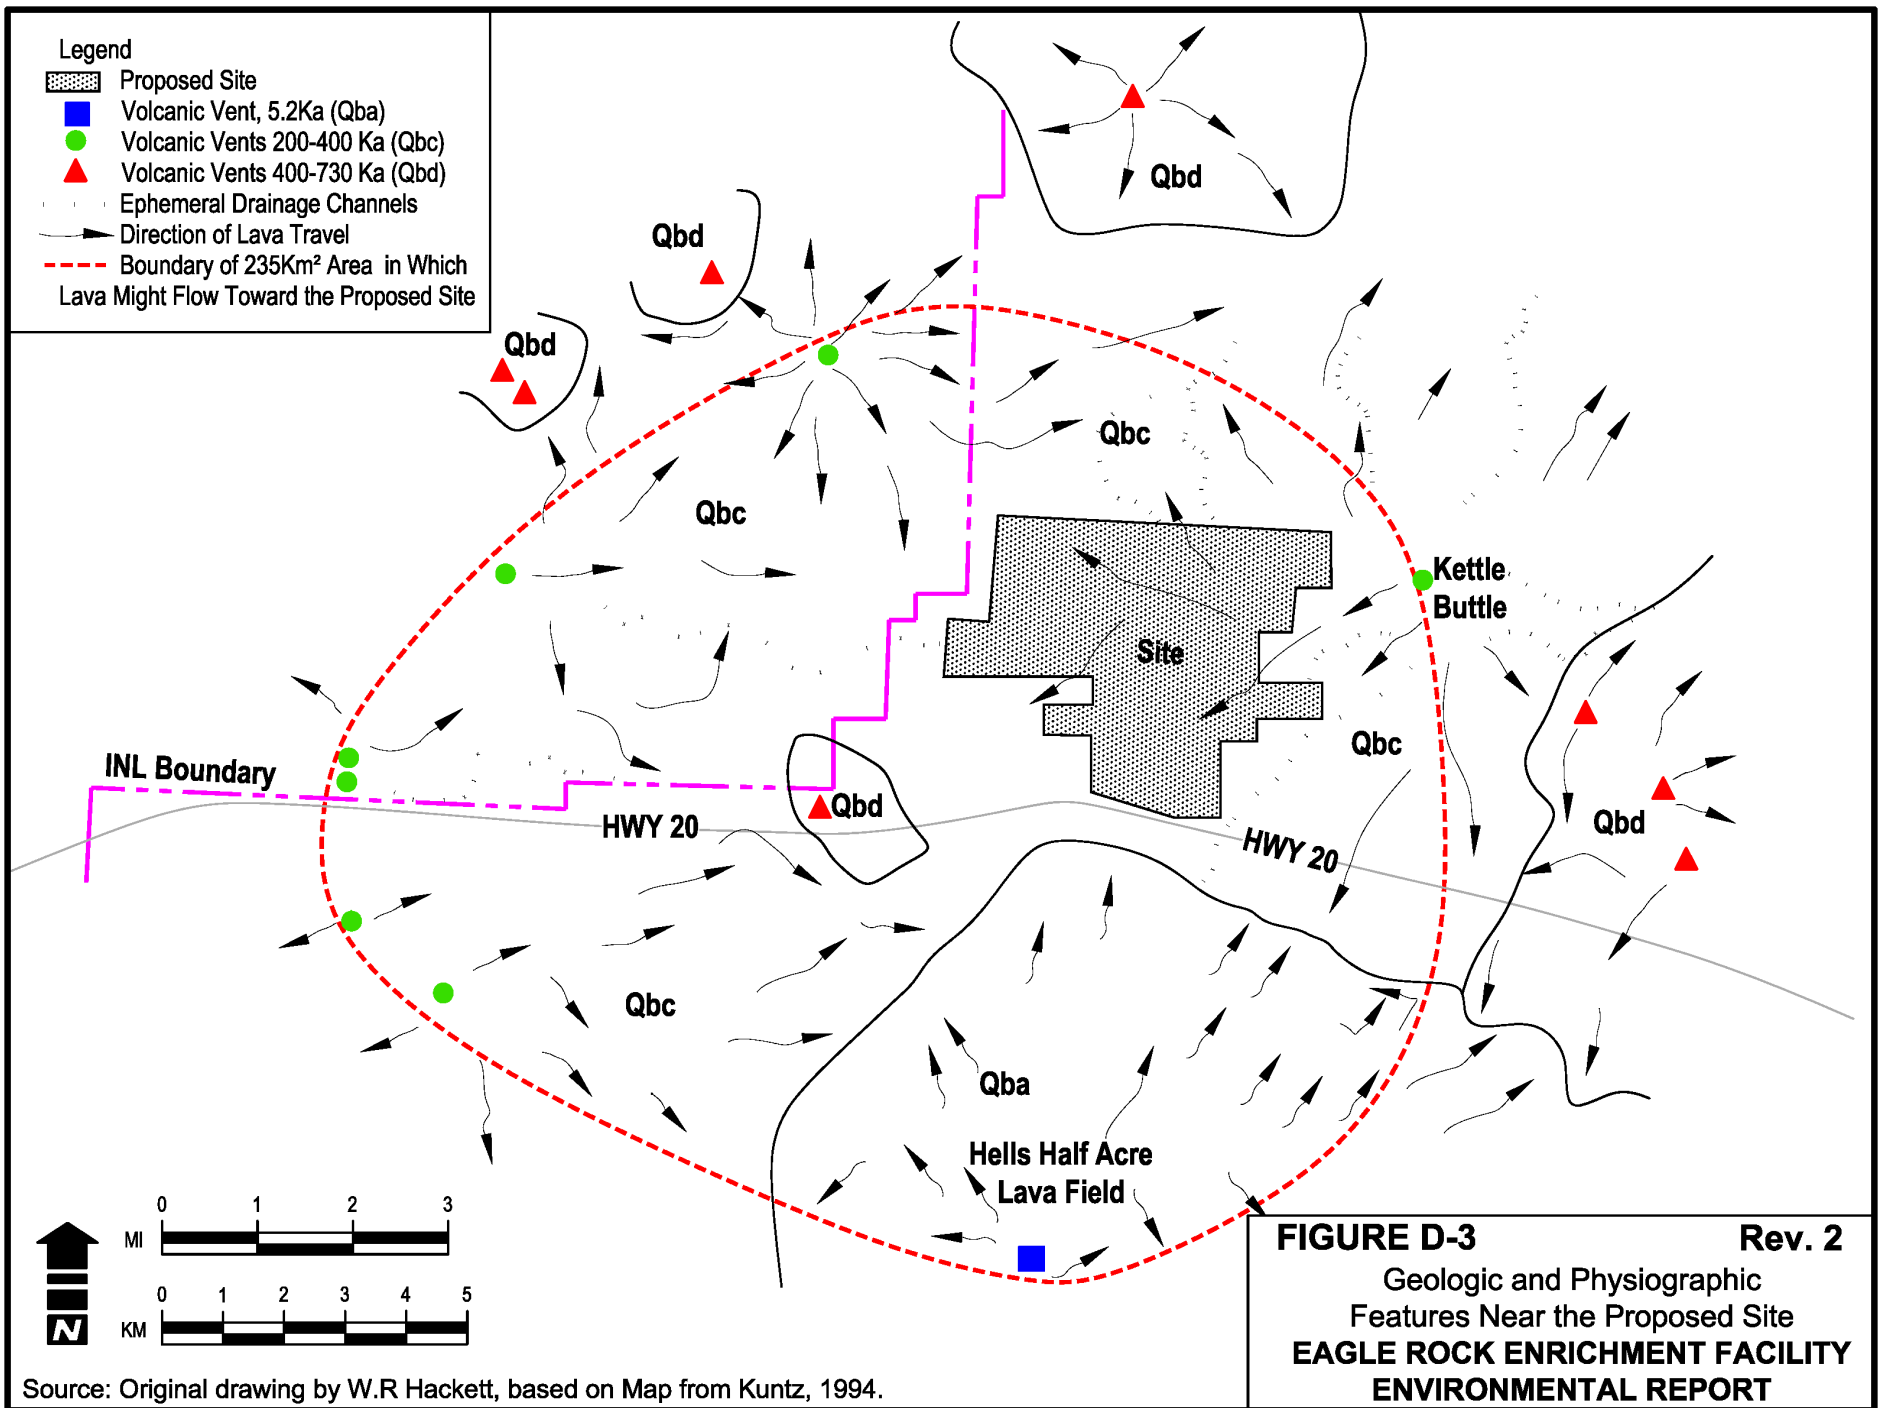 Legend
Proposed Site
Volcanic Vent, 5.2Ka (Qba)
Volcanic Vents 200-400 Ka (Qbc)
Volcanic Vents 400-730 Ka (Qbd)
Ephemeral Drainage Channels
Direction of Lava Travel
Boundary of 235Km² Area in Which
Lava Might Flow Toward the Proposed Site
Qbd
Qbd
Qbd
Qbc
Qbc
Kettle
Buttle
Site
Qbc
INL Boundary
Qbd
HWY 20
HWY 20
Qbd
Qbc
Qba
Hells Half Acre
Lava Field
0 1 2 3
MI
0 1 2 3 4 5
KM
N
FIGURE D-3 Rev. 2
Geologic and Physiographic
Features Near the Proposed Site
EAGLE ROCK ENRICHMENT FACILITY
ENVIRONMENTAL REPORT
Source: Original drawing by W.R Hackett, based on Map from Kuntz, 1994.